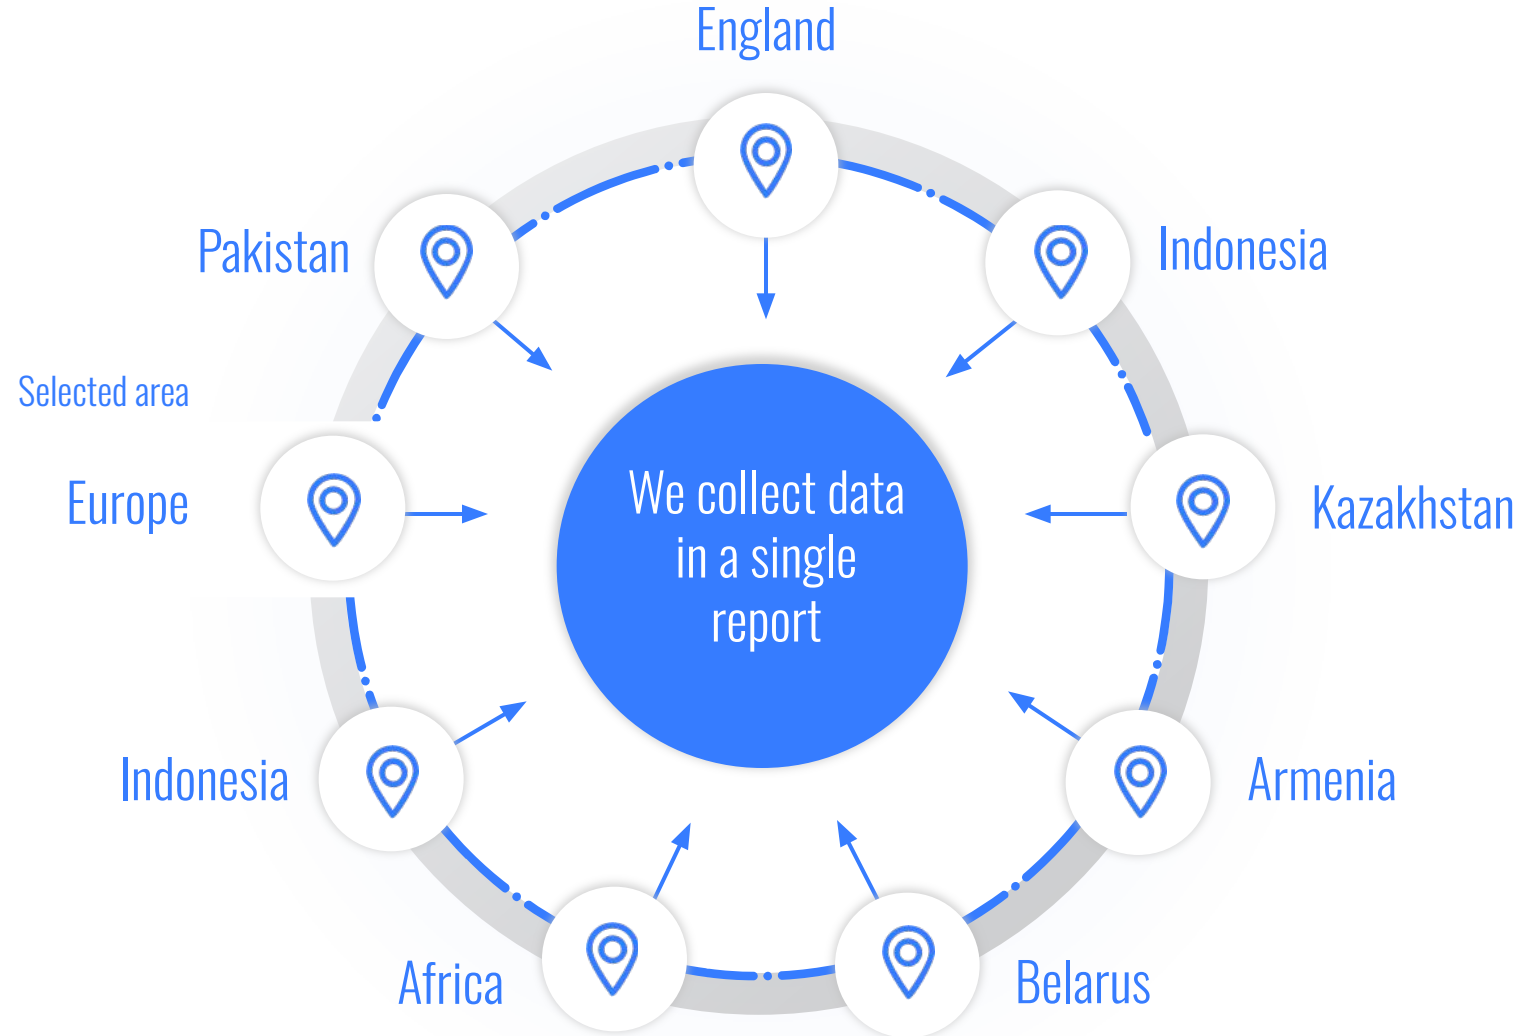 England
Pakistan
Indonesia
Selected area
Europe
We collect data
in a single
report
Kazakhstan
Indonesia
Armenia
Africa
Belarus